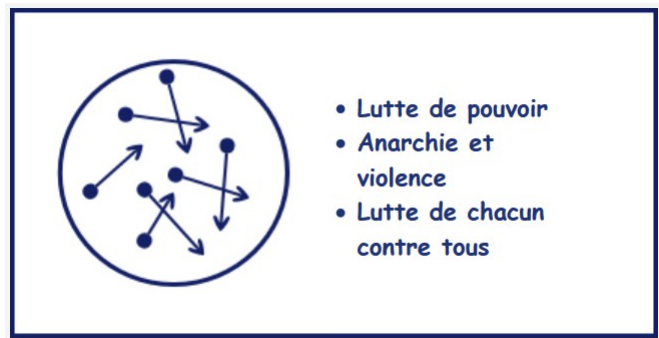 • Lutte de pouvoir
• Anarchie et
violence
• Lutte de chacun
contre tous